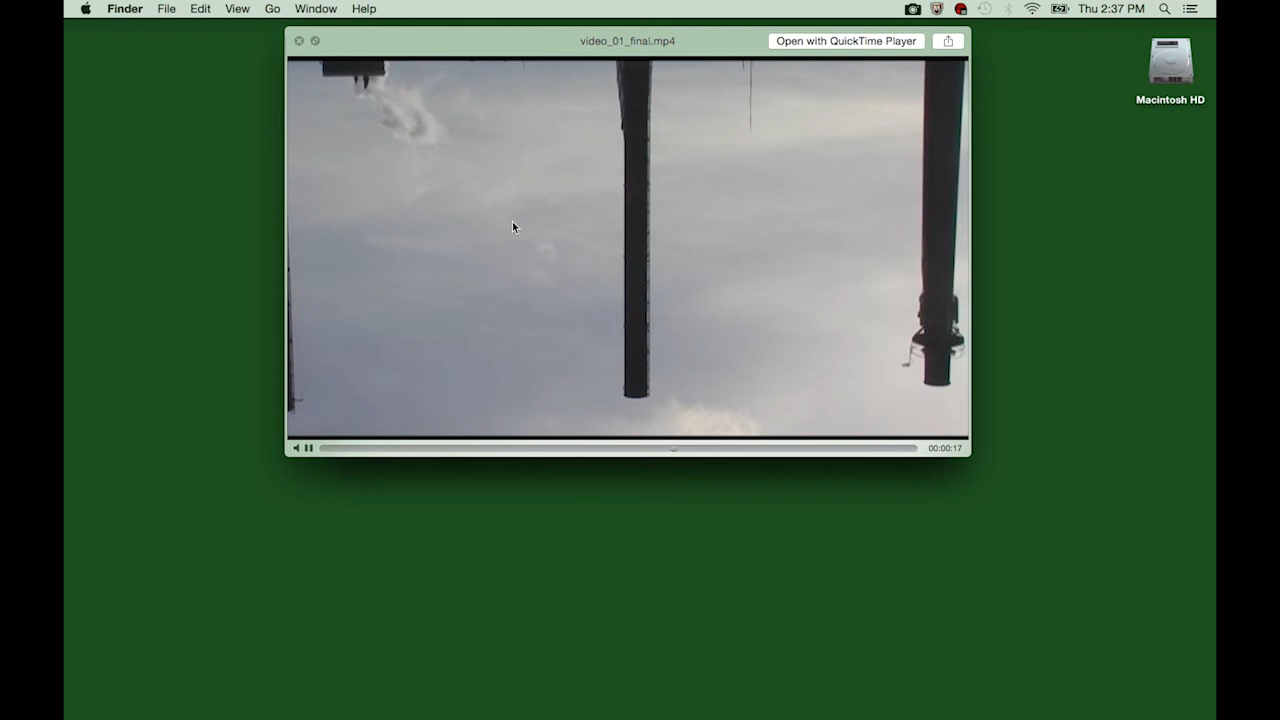 Finder File Edit View Go Window Help Thu 2:37 PM
video_01_final.mp4 Open with QuickTime Player
Macintosh HD
00:00:17